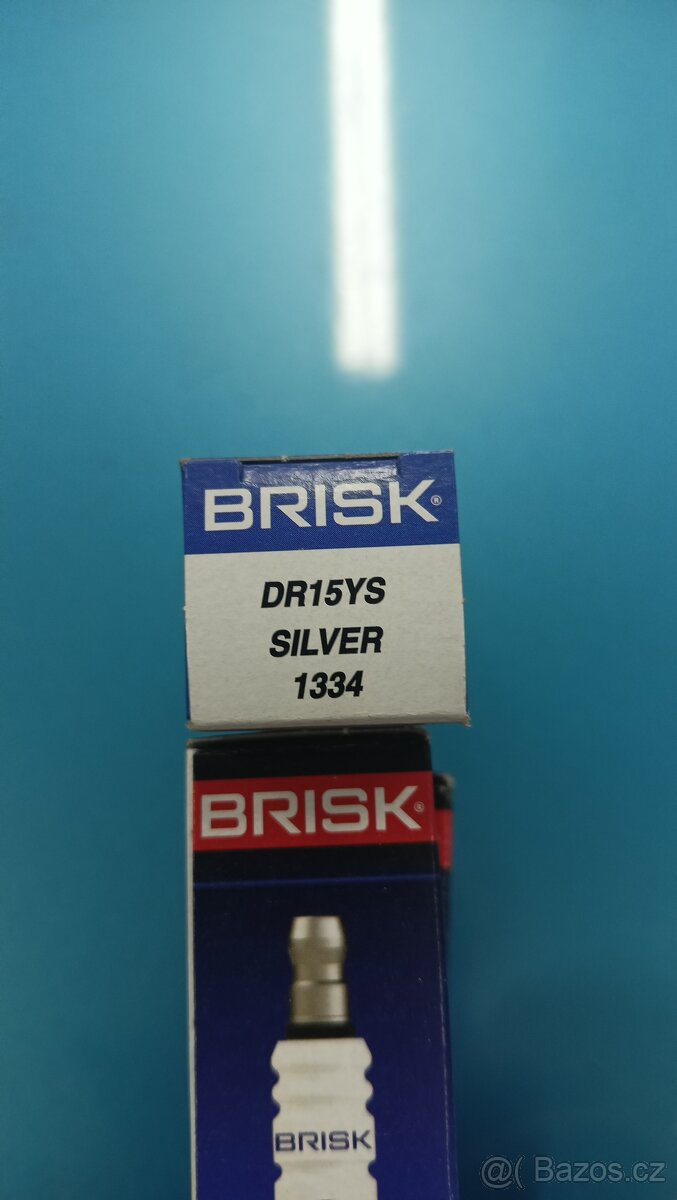 BRISK®
DR15YS
SILVER
1334
BRISK®
BRISK
@( Bazos.cz